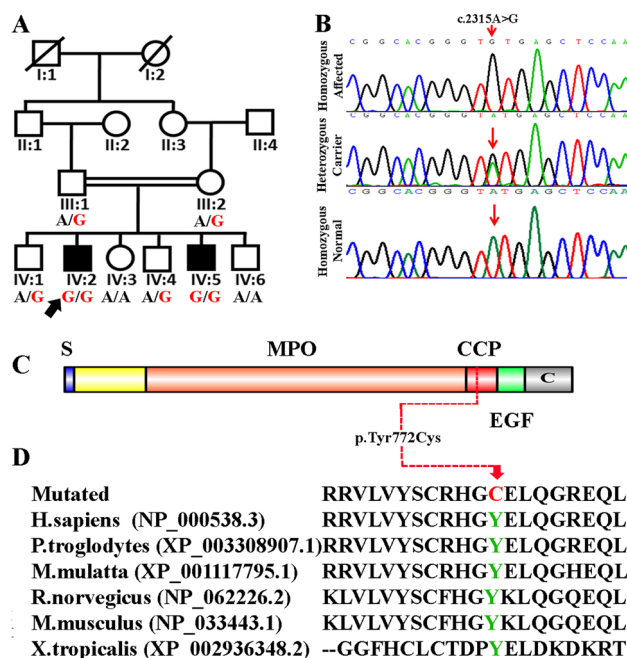 A
I:1 I:2
II:1 II:2 II:3 II:4
III:1 III:2
A/G A/G
IV:1 IV:2 IV:3 IV:4 IV:5 IV:6
A/G G/G A/A A/G G/G A/A
B
c.2315A>G
C G G C A C G G G T G T G A G C T C C A A
Homozygous
Affected
C G G C A C G G G T A T G A G C T C C A A
Heterozygous
Carrier
C G G C A C G G G T A T G A G C T C C A A
Homozygous
Normal
C
S MPO CCP
C
EGF
p.Tyr772Cys
D
Mutated RRVLVYSCRHGCELQGREQL
H.sapiens (NP_000538.3) RRVLVYSCRHGYELQGREQL
P.troglodytes (XP_003308907.1) RRVLVYSCRHGYELQGREQL
M.mulatta (XP_001117795.1) RRVLVYSCRHGYELQGHEQL
R.norvegicus (NP_062226.2) KLVLVYSCFHGYKLQGQEQL
M.musculus (NP_033443.1) KLVLVYSCFHGYKLQGQEQL
X.tropicalis (XP_002936348.2) --GGFHCLCTDPYELDKDKRT